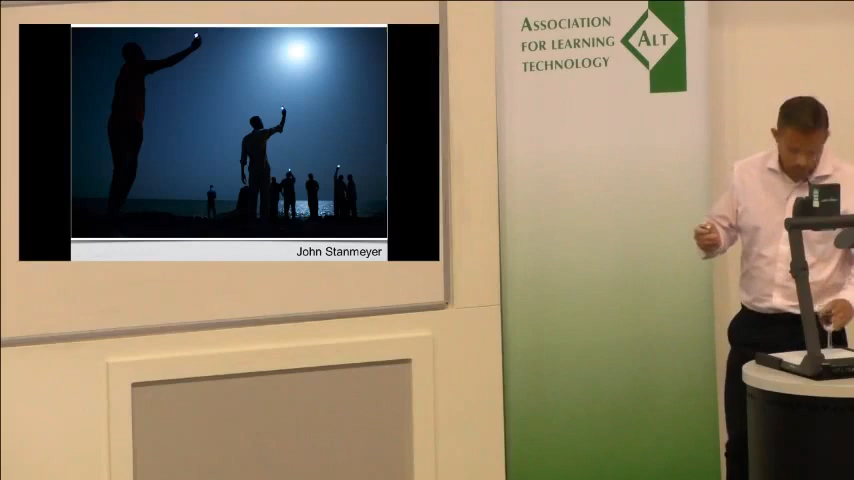 John Stanmeyer
ASSOCIATION
FOR LEARNING
TECHNOLOGY
ALT